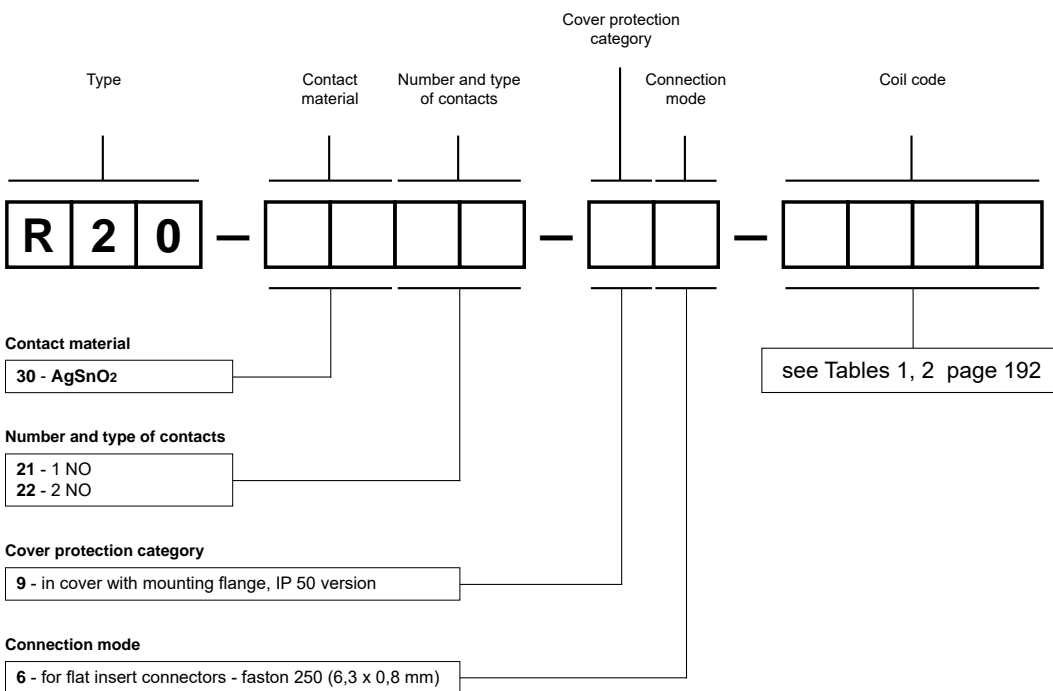 Cover protection
category
Type
Contact
material
Number and type
of contacts
Connection
mode
Coil code
R 2 0 – – –
Contact material
30 - AgSnO2
see Tables 1, 2 page 192
Number and type of contacts
21 - 1 NO
22 - 2 NO
Cover protection category
9 - in cover with mounting flange, IP 50 version
Connection mode
6 - for flat insert connectors - faston 250 (6,3 x 0,8 mm)